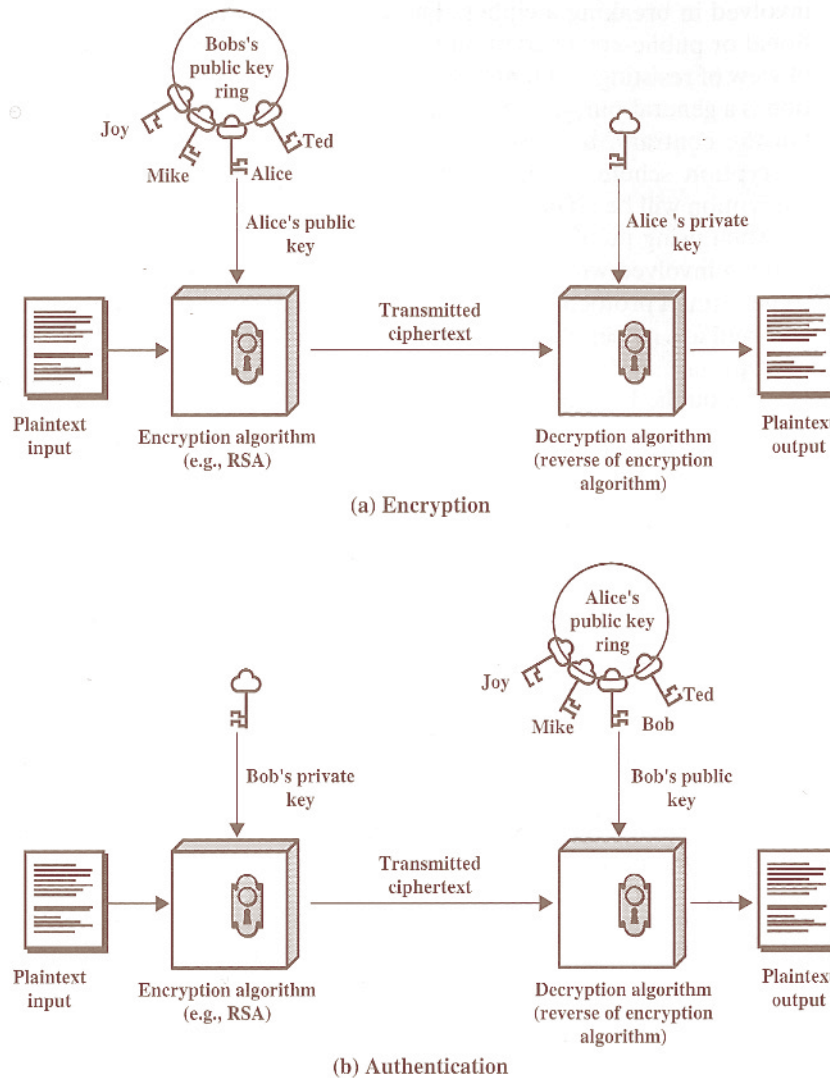 Bobs's
public key
ring
Joy
Ted
Mike
Alice
Alice's public
key
Alice 's private
key
Transmitted
ciphertext
Plaintext
input
Encryption algorithm
(e.g., RSA)
Decryption algorithm
(reverse of encryption
algorithm)
Plaintext
output
(a) Encryption
Alice's
public key
ring
Joy
Ted
Mike
Bob
Bob's private
key
Bob's public
key
Transmitted
ciphertext
Plaintext
input
Encryption algorithm
(e.g., RSA)
Decryption algorithm
(reverse of encryption
algorithm)
Plaintext
output
(b) Authentication